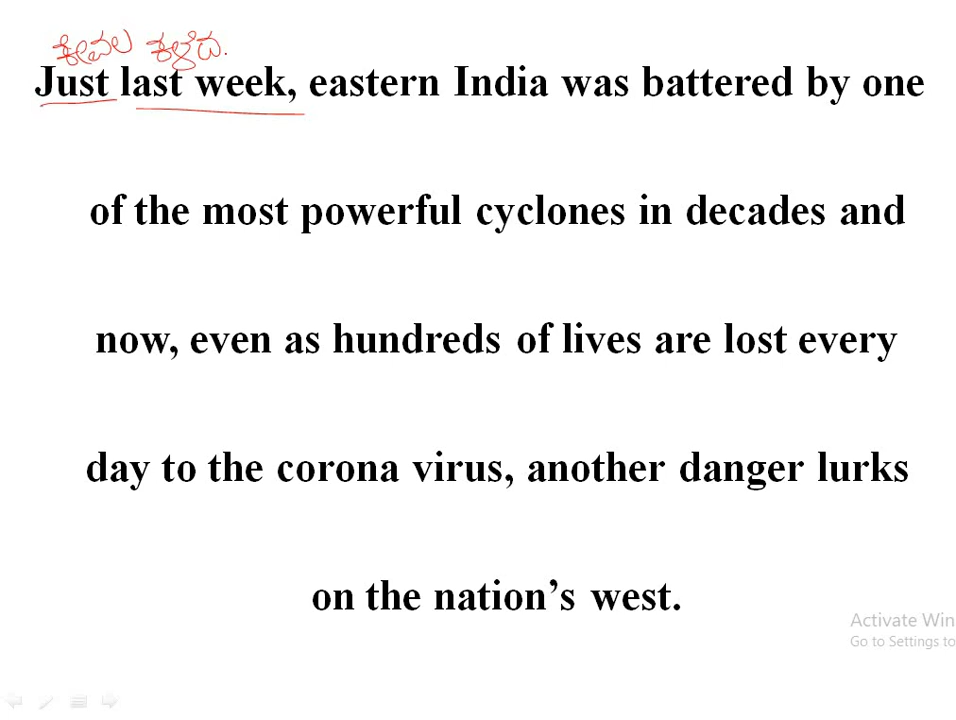 ಕೇವಲ ಕಳೆದ.
Just last week, eastern India was battered by one
of the most powerful cyclones in decades and
now, even as hundreds of lives are lost every
day to the corona virus, another danger lurks
on the nation’s west.
Activate Win
Go to Settings to